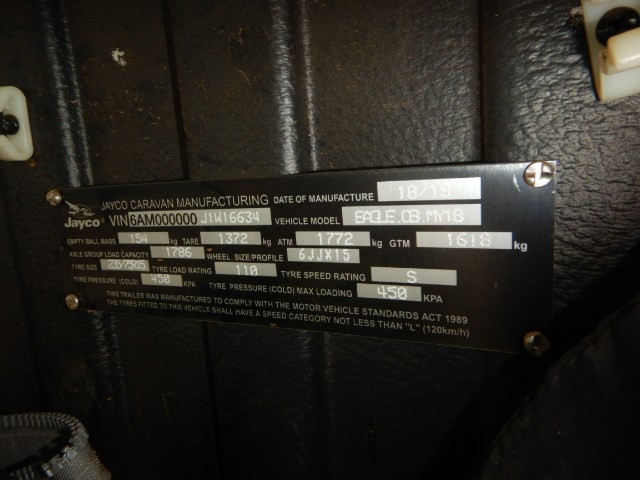 JAYCO CARAVAN MANUFACTURING DATE OF MANUFACTURE 10/18
Jayco VIN 6AM000000 J1W16634 VEHICLE MODEL EAGLE.OB.MY18
EMPTY BALL MASS 154 kg TARE 1372 kg ATM 1772 kg GTM 1618 kg
AXLE GROUP LOAD CAPACITY 1786 WHEEL SIZE/PROFILE 6JJX15
TYRE SIZE TYRE LOAD RATING 110 TYRE SPEED RATING S
TYRE PRESSURE (COLD) 450 KPA TYRE PRESSURE (COLD) MAX LOADING 450 KPA
THIS TRAILER WAS MANUFACTURED TO COMPLY WITH THE MOTOR VEHICLE STANDARDS ACT 1989
THE TYRES FITTED TO THIS VEHICLE SHALL HAVE A SPEED CATEGORY NOT LESS THAN "L" (120km/h)